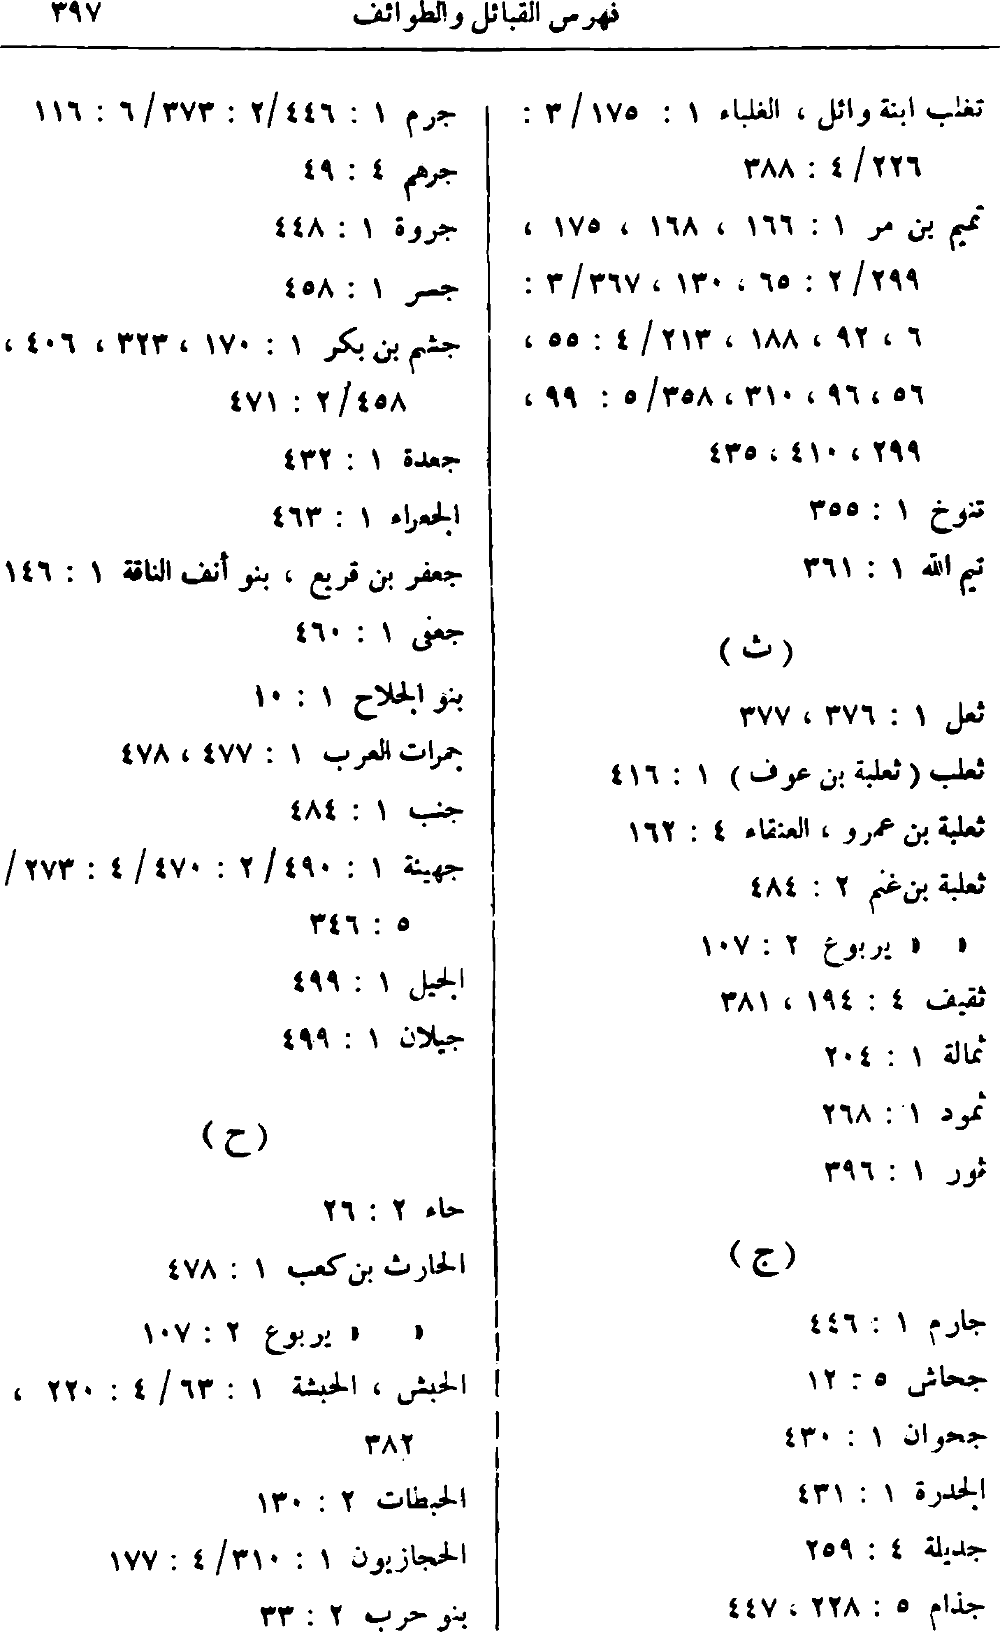 فهرس القبائل والطوائف ٣٩٧
تغلب ابنة وائل ، الغلباء ١ : ١٧٥ / ٣ :
٢٢٦ / ٤ : ٣٨٨
تميم بن مر ١ : ١٦٦ ، ١٦٨ ، ١٧٥ ،
٢٩٩ / ٢ : ٦٥ ، ١٣٠ ، ٣٦٧ / ٣ :
٦ ، ٩٢ ، ١٨٨ ، ٢١٣ / ٤ : ٥٥ ،
٥٦ ، ٩٦ ، ٣١٠ ، ٣٥٨ / ٥ : ٩٩ ،
٢٩٩ ، ٤١٠ ، ٤٣٥
تنوخ ١ : ٣٥٥
تيم الله ١ : ٣٦١
( ث )
ثعل ١ : ٣٧٦ ، ٣٧٧
ثعلب ( ثعلبة بن عوف ) ١ : ٤١٦
ثعلبة بن عمرو ، العنقاء ٤ : ١٦٢
ثعلبة بن غنم ٢ : ٤٨٤
» » يربوع ٢ : ١٠٧
ثقيف ٤ : ١٩٤ ، ٣٨١
ثمالة ١ : ٢٠٤
ثمود ١ : ٢٦٨
ثور ١ : ٣٩٦
( ج )
جارم ١ : ٤٤٦
جحاش ٥ : ١٢
جحوان ١ : ٤٣٠
الجدرة ١ : ٤٣١
جديلة ٤ : ٢٥٩
جذام ٥ : ٢٢٨ ، ٤٤٧
جرم ١ : ٤٤٦ / ٢ : ٣٧٣ / ٦ : ١١٦
جرهم ٤ : ٤٩
جروة ١ : ٤٤٨
جسر ١ : ٤٥٨
جشم بن بكر ١ : ١٧٠ ، ٣٢٣ ، ٤٠٦ ،
٤٥٨ / ٢ : ٤٧١
جعدة ١ : ٤٣٢
الجعراء ١ : ٤٦٣
جعفر بن قريع ، بنو أنف الناقة ١ : ١٤٦
جعفى ١ : ٤٦٠
بنو الجلاح ١ : ١٠
جمرات العرب ١ : ٤٧٧ ، ٤٧٨
جنب ١ : ٤٨٤
جهينة ١ : ٤٩٠ / ٢ : ٤٧٠ / ٤ : ٢٧٣ /
٥ : ٣٤٦
الجيل ١ : ٤٩٩
جيلان ١ : ٤٩٩
( ح )
حاء ٢ : ٢٦
الحارث بن كعب ١ : ٤٧٨
» » يربوع ٢ : ١٠٧
الحبش ، الحبشة ١ : ٦٣ / ٤ : ٢٢٠ ،
٣٨٢
الحبطات ٢ : ١٣٠
الحجازيون ١ : ٣١٠ / ٤ : ١٧٧
بنو حرب ٢ : ٣٣